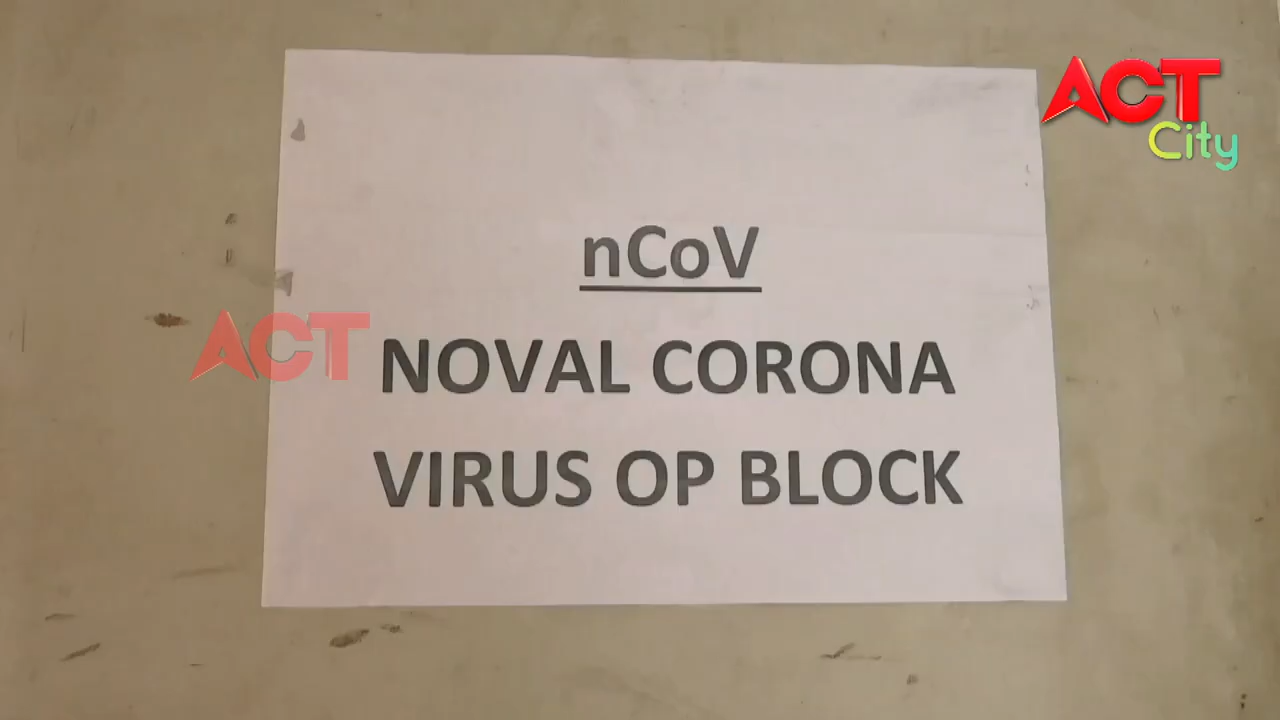 ACT
City
nCoV
ACT
NOVAL CORONA
VIRUS OP BLOCK